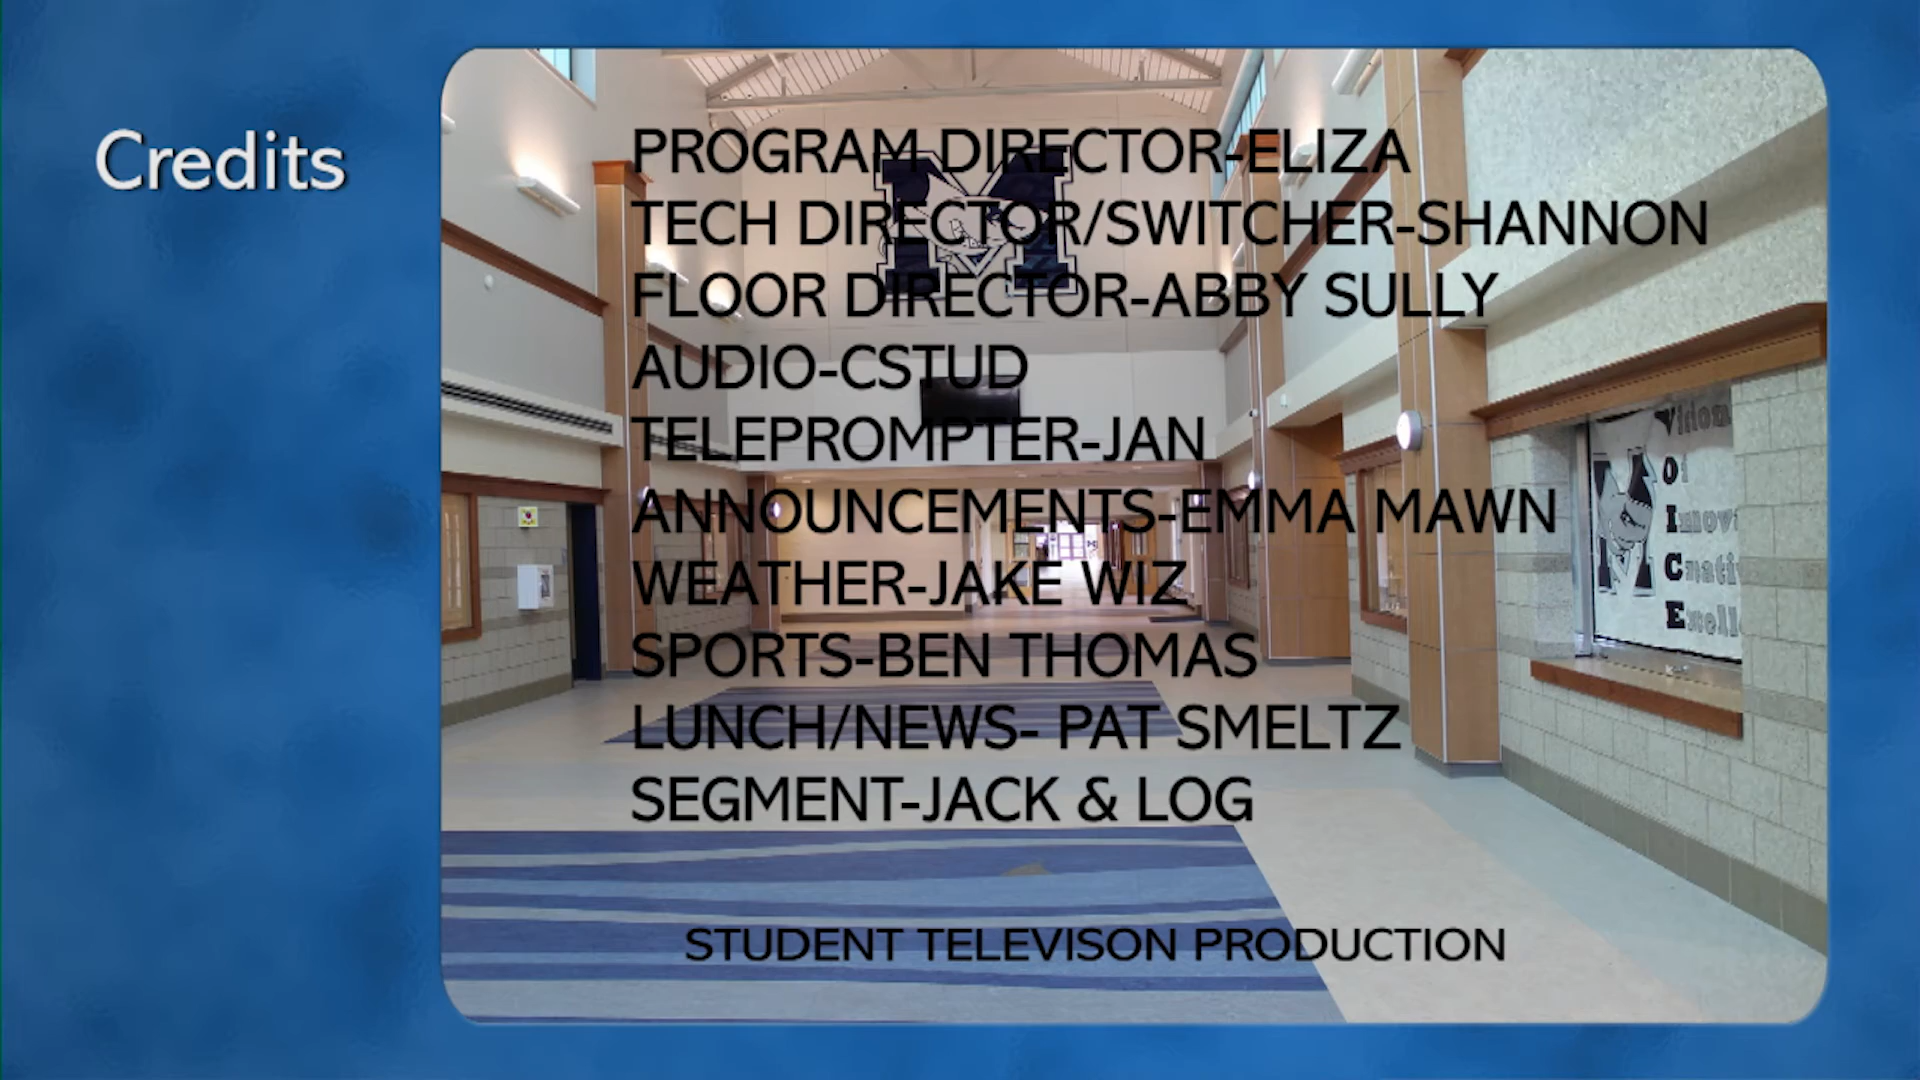 Credits
PROGRAM DIRECTOR-ELIZA
TECH DIRECTOR/SWITCHER-SHANNON
FLOOR DIRECTOR-ABBY SULLY
AUDIO-CSTUD
TELEPROMPTER-JAN
ANNOUNCEMENTS-EMMA MAWN
WEATHER-JAKE WIZ
SPORTS-BEN THOMAS
LUNCH/NEWS- PAT SMELTZ
SEGMENT-JACK & LOG
STUDENT TELEVISON PRODUCTION
M